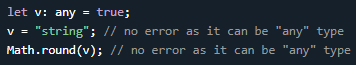 let v: any = true;
v = "string"; // no error as it can be "any" type
Math.round(v); // no error as it can be "any" type